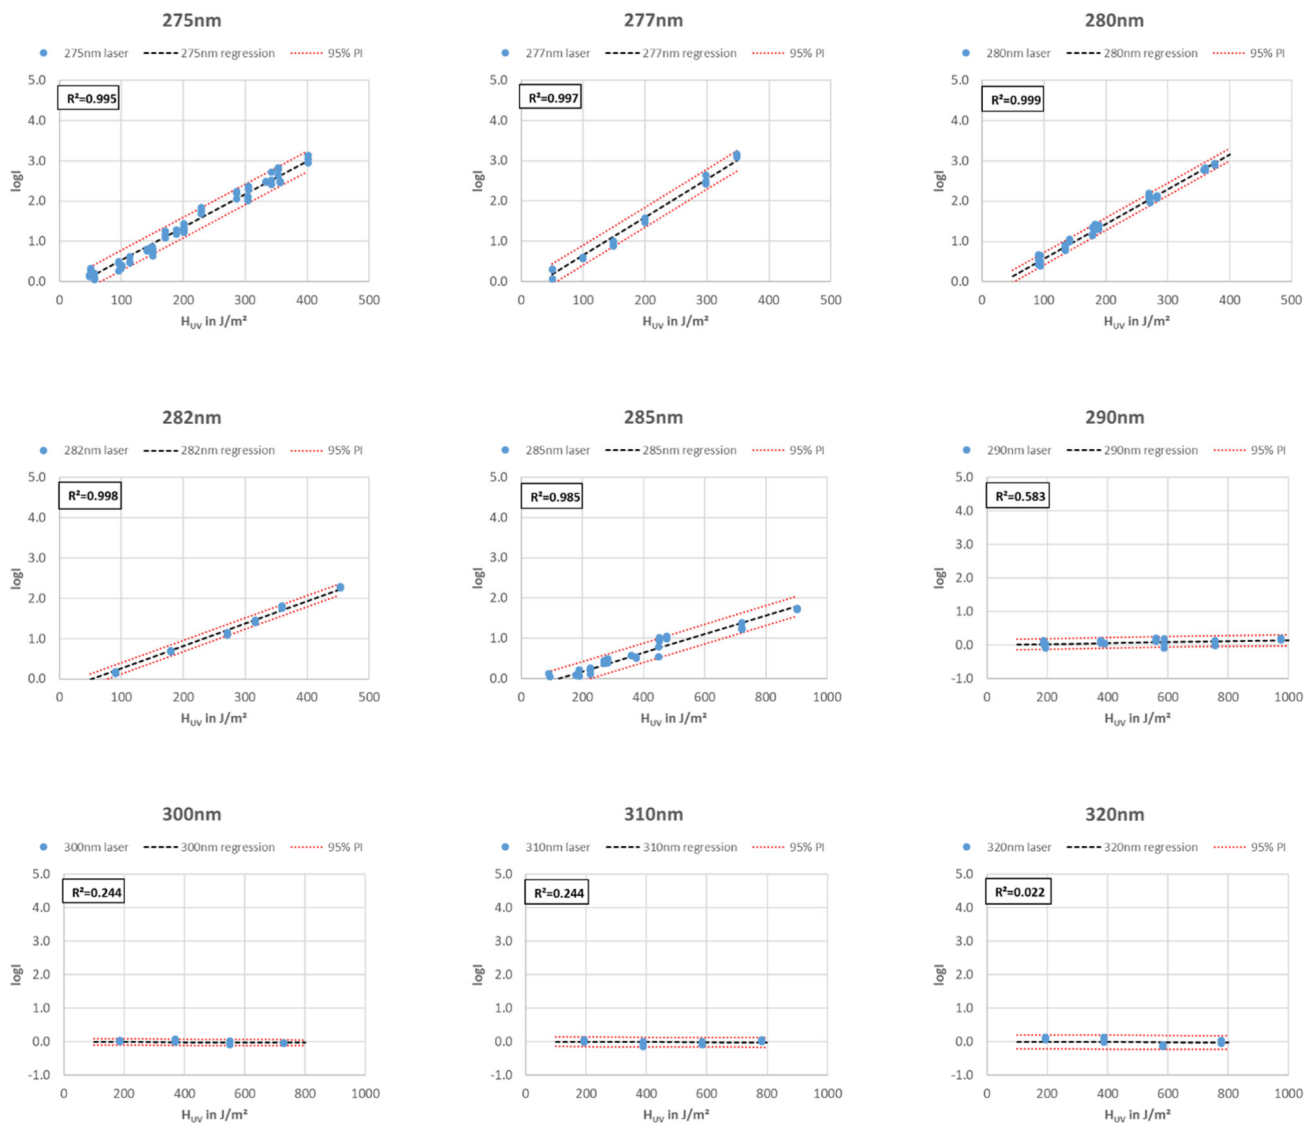 275nm 277nm 280nm
275nm laser 275nm regression 95% PI 277nm laser 277nm regression 95% PI 280nm laser 280nm regression 95% PI
5.0 R²=0.995 5.0 R²=0.997 5.0 R²=0.999
4.0 4.0 4.0
3.0 3.0 3.0
logI logI logI
2.0 2.0 2.0
1.0 1.0 1.0
0.0 0.0 0.0
0 100 200 300 400 500 0 100 200 300 400 500 0 100 200 300 400 500
H_UV in J/m² H_UV in J/m² H_UV in J/m²
282nm 285nm 290nm
282nm laser 282nm regression 95% PI 285nm laser 285nm regression 95% PI 290nm laser 290nm regression 95% PI
5.0 R²=0.998 5.0 R²=0.985 5.0 R²=0.583
4.0 4.0 4.0
3.0 3.0 3.0
logI logI 2.0 logI
2.0 2.0 1.0
1.0 1.0 0.0
0.0 0.0 -1.0
0 100 200 300 400 500 0 200 400 600 800 1000 0 200 400 600 800 1000
H_UV in J/m² H_UV in J/m² H_UV in J/m²
300nm 310nm 320nm
300nm laser 300nm regression 95% PI 310nm laser 310nm regression 95% PI 320nm laser 320nm regression 95% PI
5.0 R²=0.244 5.0 R²=0.244 5.0 R²=0.022
4.0 4.0 4.0
3.0 3.0 3.0
logI logI logI
2.0 2.0 2.0
1.0 1.0 1.0
0.0 0.0 0.0
-1.0 -1.0 -1.0
0 200 400 600 800 1000 0 200 400 600 800 1000 0 200 400 600 800 1000
H_UV in J/m² H_UV in J/m² H_UV in J/m²